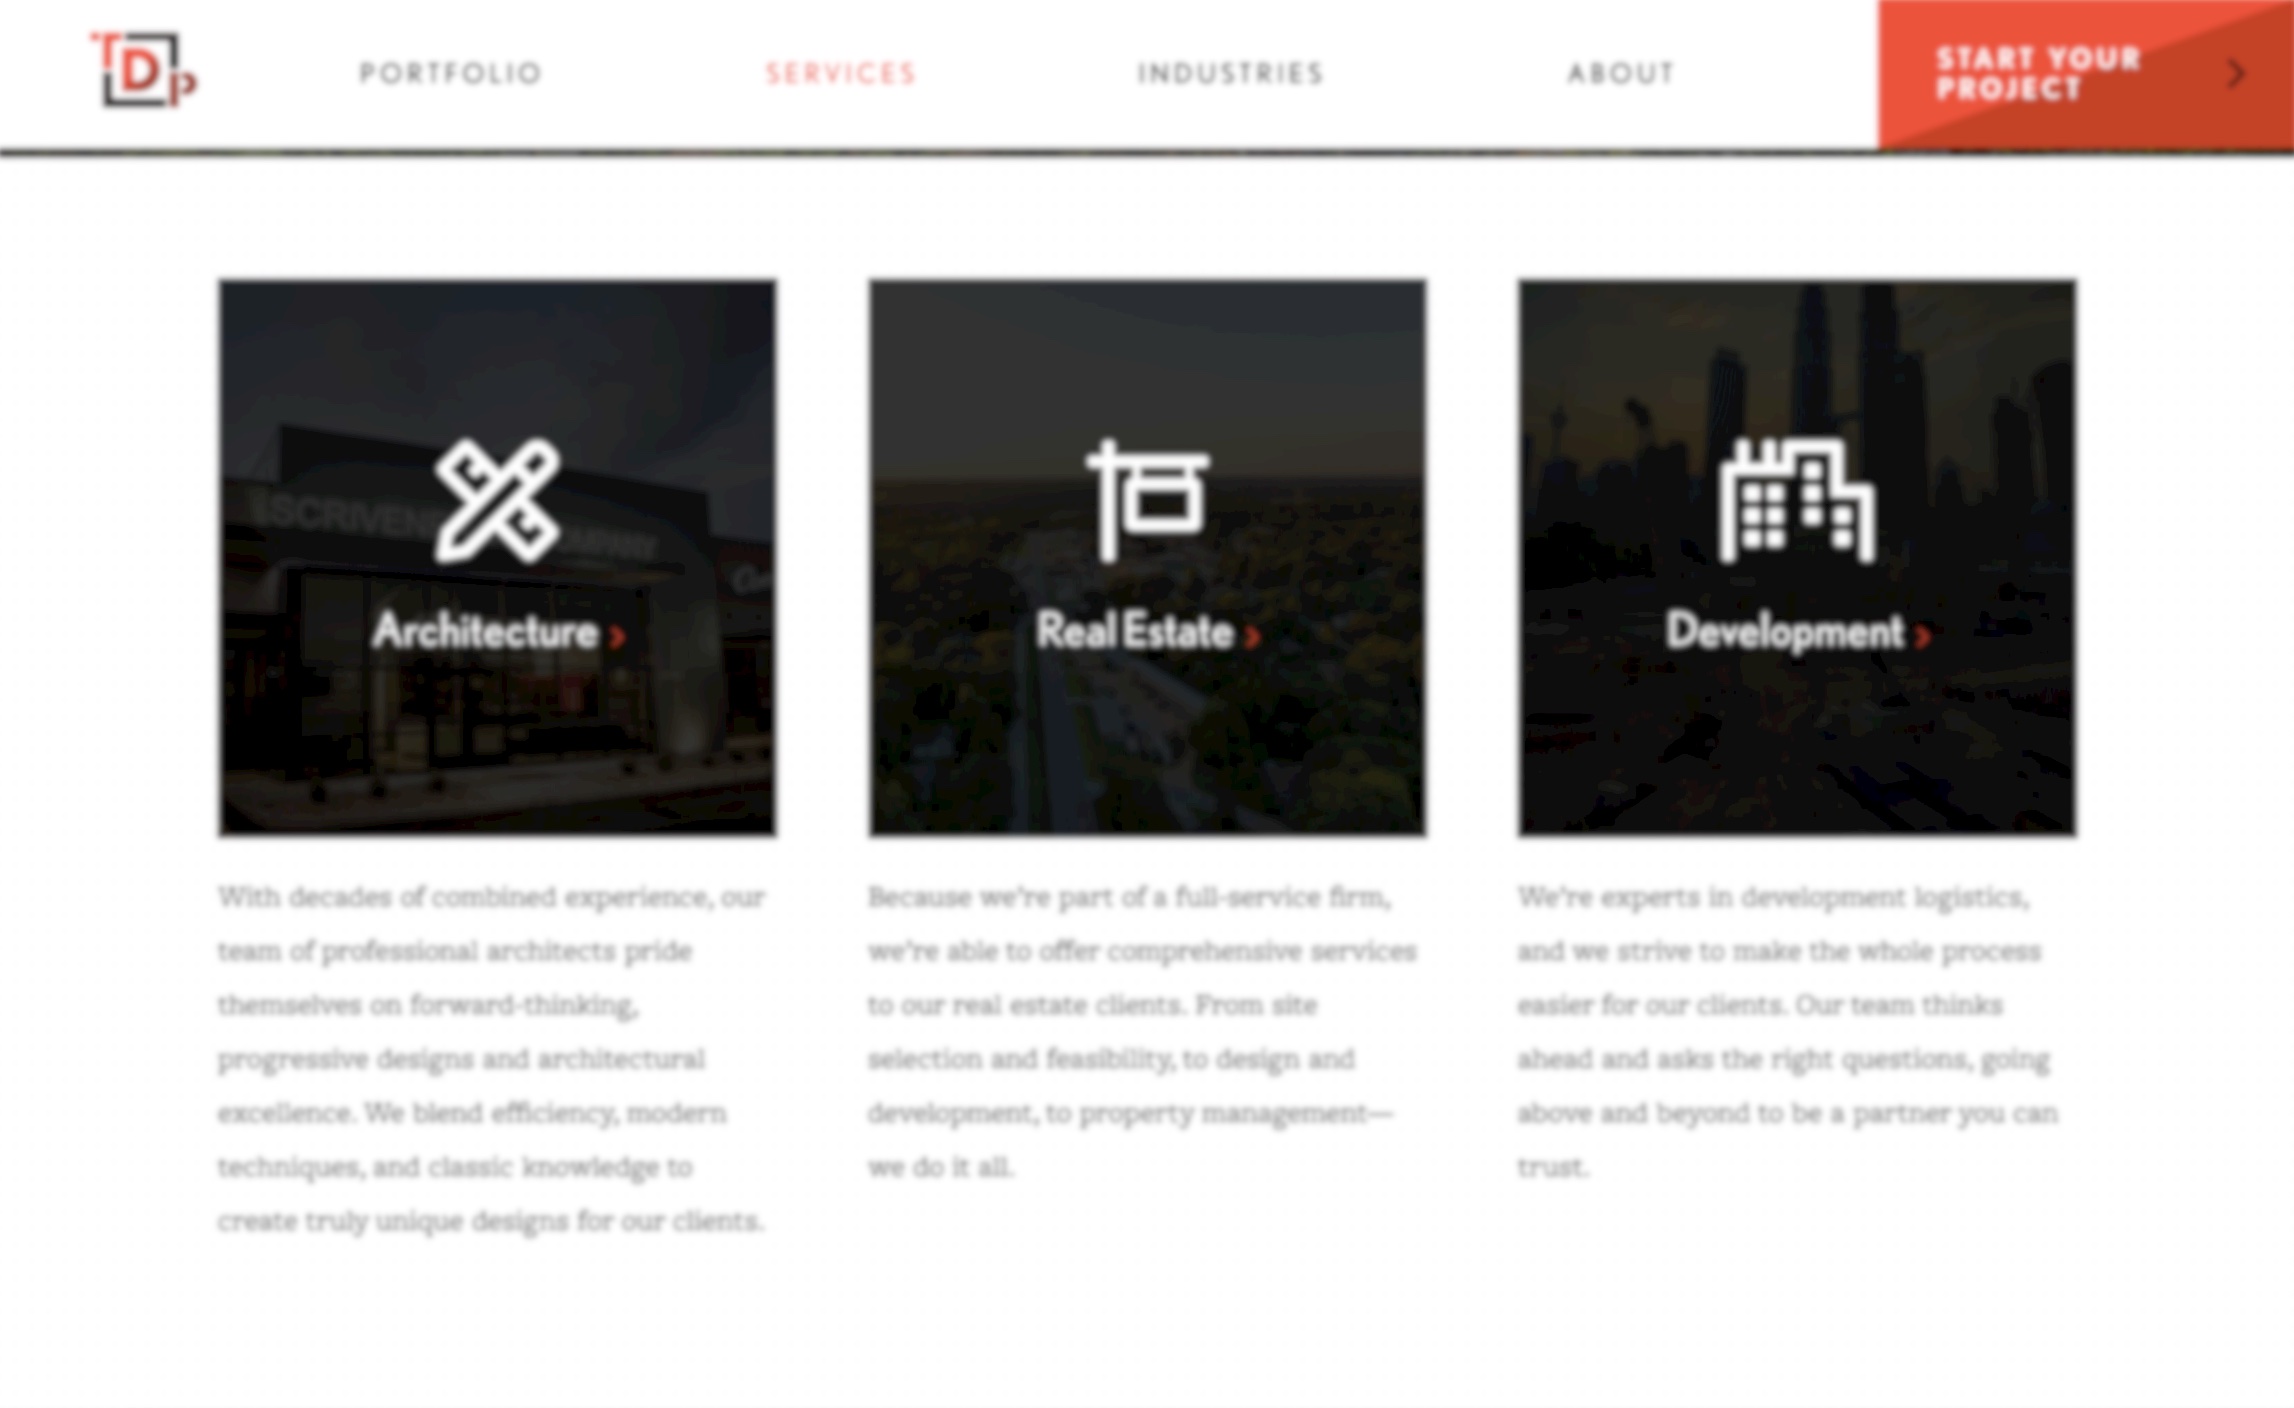 TDP
PORTFOLIO
SERVICES
INDUSTRIES
ABOUT
START YOUR
PROJECT
SCRIVENS
COMPANY
Architecture ›
Real Estate ›
Development ›
With decades of combined experience, our
team of professional architects pride
themselves on forward-thinking,
progressive designs and architectural
excellence. We blend efficiency, modern
techniques, and classic knowledge to
create truly unique designs for our clients.
Because we're part of a full-service firm,
we're able to offer comprehensive services
to our real estate clients. From site
selection and feasibility, to design and
development, to property management—
we do it all.
We're experts in development logistics,
and we strive to make the whole process
easier for our clients. Our team thinks
ahead and asks the right questions, going
above and beyond to be a partner you can
trust.